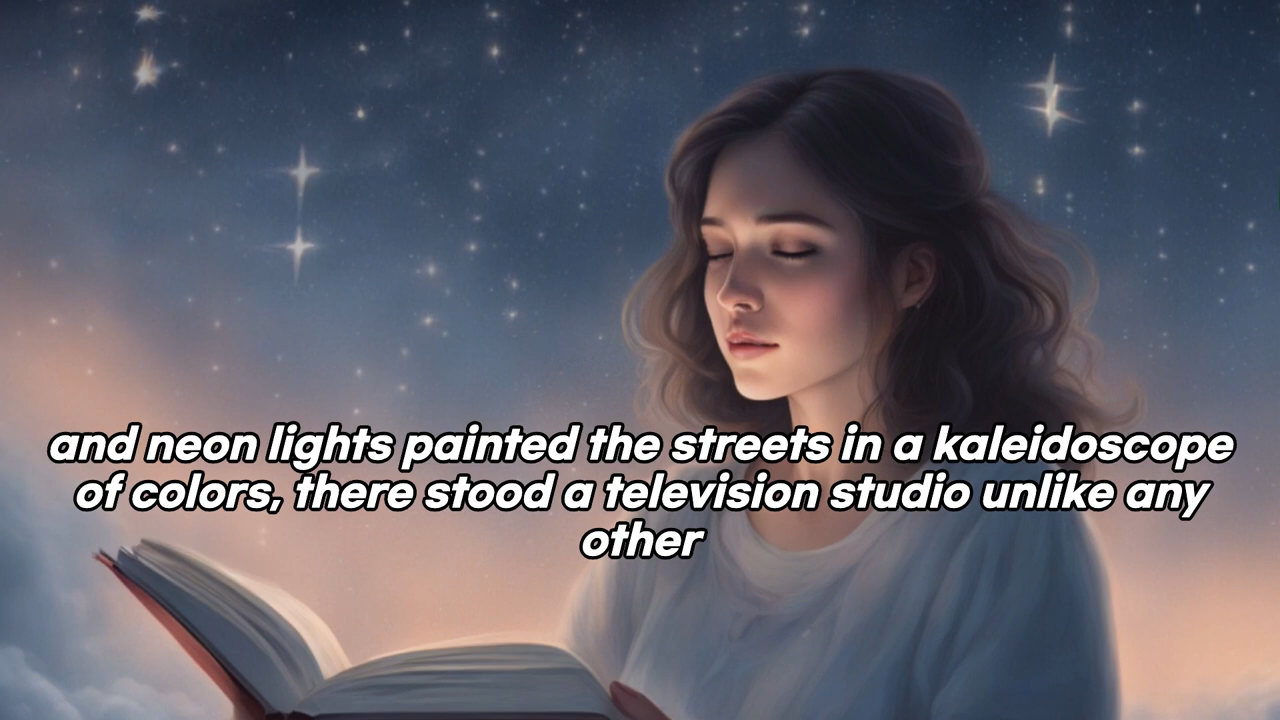 and neon lights painted the streets in a kaleidoscope
of colors, there stood a television studio unlike any
other